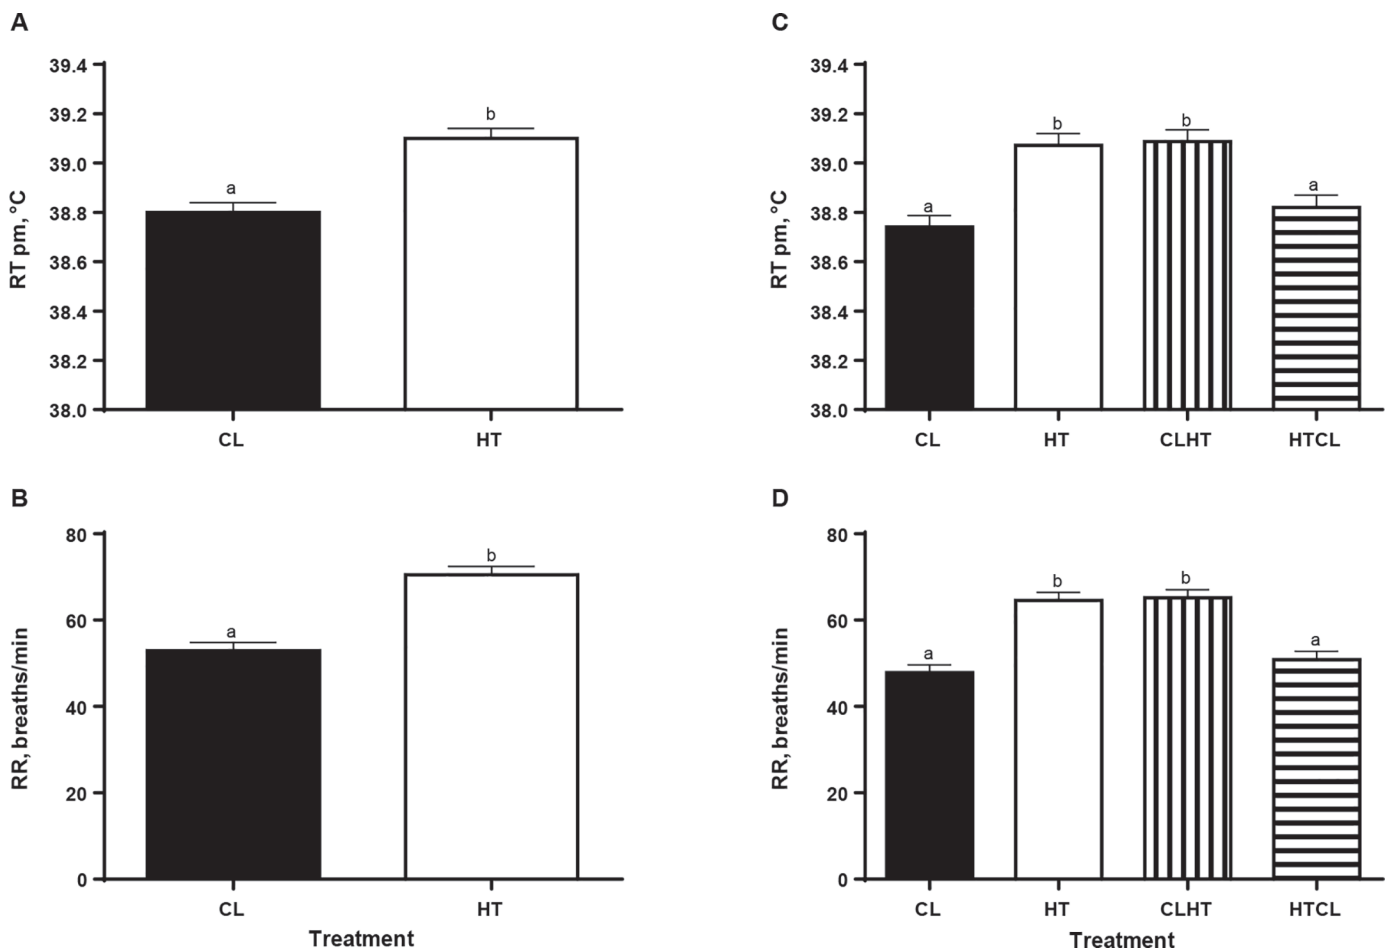 A
39.4
39.2
39.0
38.8
38.6
38.4
38.2
38.0
RT pm, °C
a
b
CL HT
B
80
60
40
20
0
RR, breaths/min
a
b
CL HT
Treatment
C
39.4
39.2
39.0
38.8
38.6
38.4
38.2
38.0
RT pm, °C
a
b
b
a
CL HT CLHT HTCL
D
80
60
40
20
0
RR, breaths/min
a
b
b
a
CL HT CLHT HTCL
Treatment